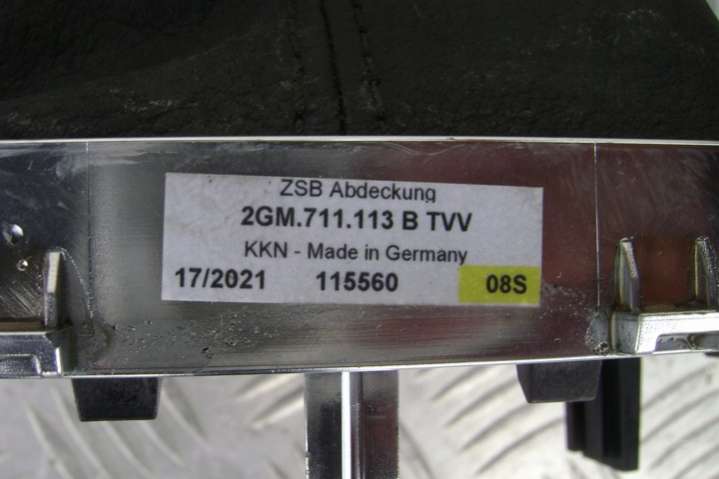 ZSB Abdeckung
2GM.711.113 B TVV
KKN - Made in Germany
17/2021 115560 08S